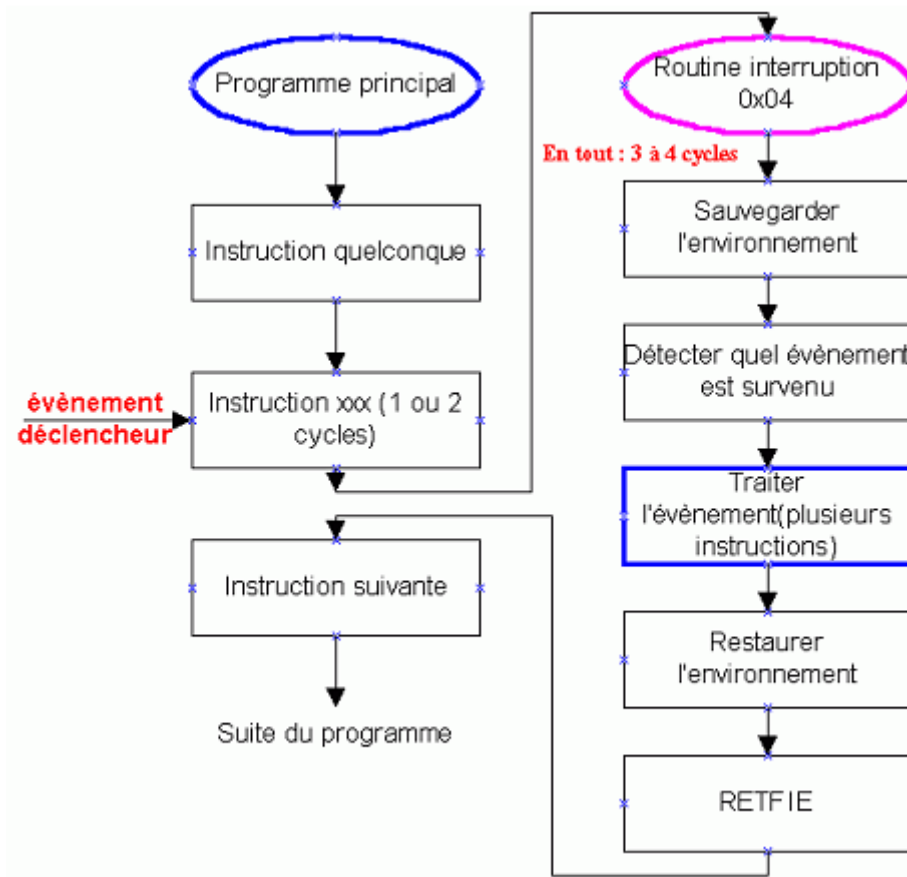 Programme principal
Instruction quelconque
évènement
déclencheur
Instruction xxx (1 ou 2
cycles)
Instruction suivante
Suite du programme
Routine interruption
0x04
En tout : 3 à 4 cycles
Sauvegarder
l'environnement
Détecter quel évènement
est survenu
Traiter
l'évènement(plusieurs
instructions)
Restaurer
l'environnement
RETFIE